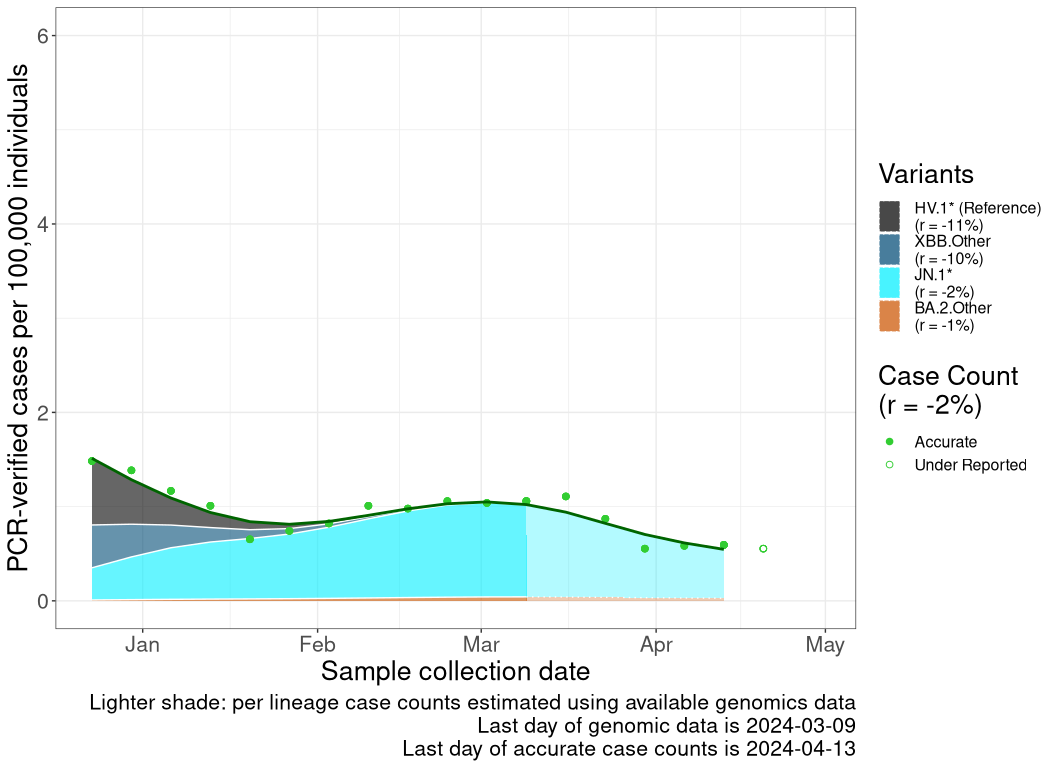 PCR-verified cases per 100,000 individuals
6
4
2
0
Jan
Feb
Mar
Apr
May
Sample collection date
Lighter shade: per lineage case counts estimated using available genomics data
Last day of genomic data is 2024-03-09
Last day of accurate case counts is 2024-04-13
Variants
HV.1* (Reference)
(r = -11%)
XBB.Other
(r = -10%)
JN.1*
(r = -2%)
BA.2.Other
(r = -1%)
Case Count
(r = -2%)
Accurate
Under Reported